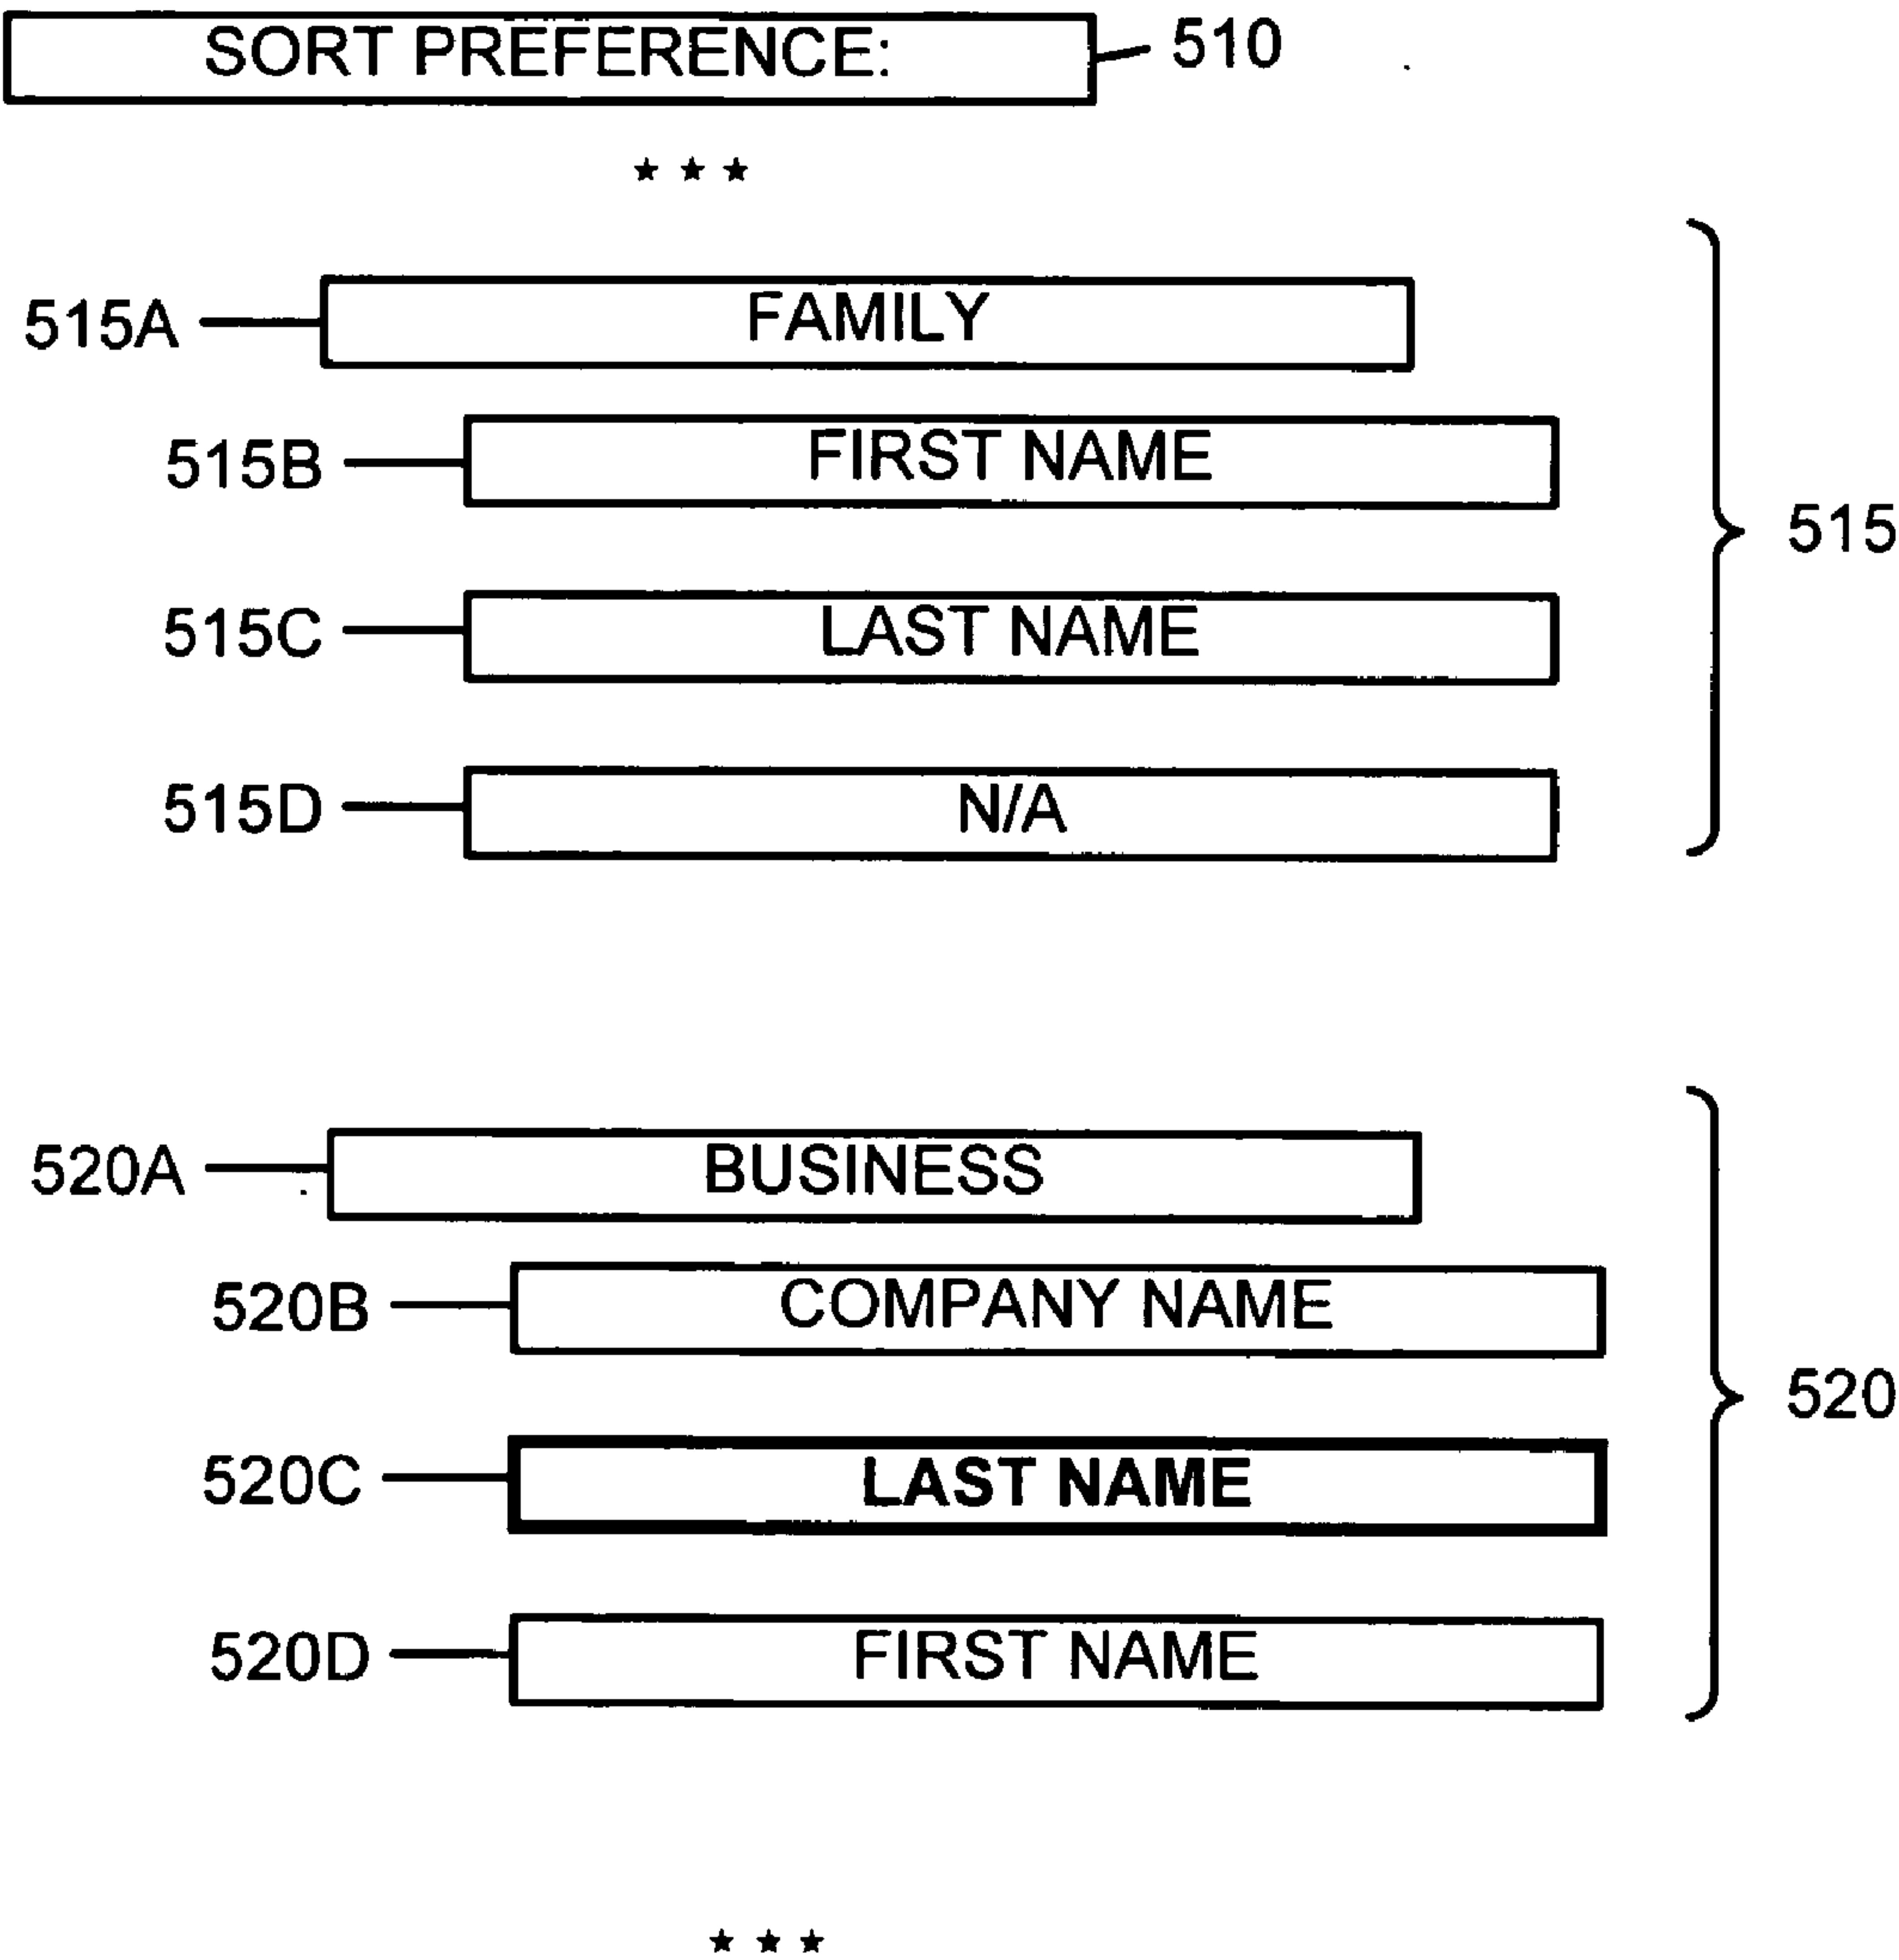 SORT PREFERENCE: 510
★ ★ ★
515A FAMILY
515B FIRST NAME
515
515C LAST NAME
515D N/A
520A BUSINESS
520B COMPANY NAME
520
520C LAST NAME
520D FIRST NAME
★ ★ ★